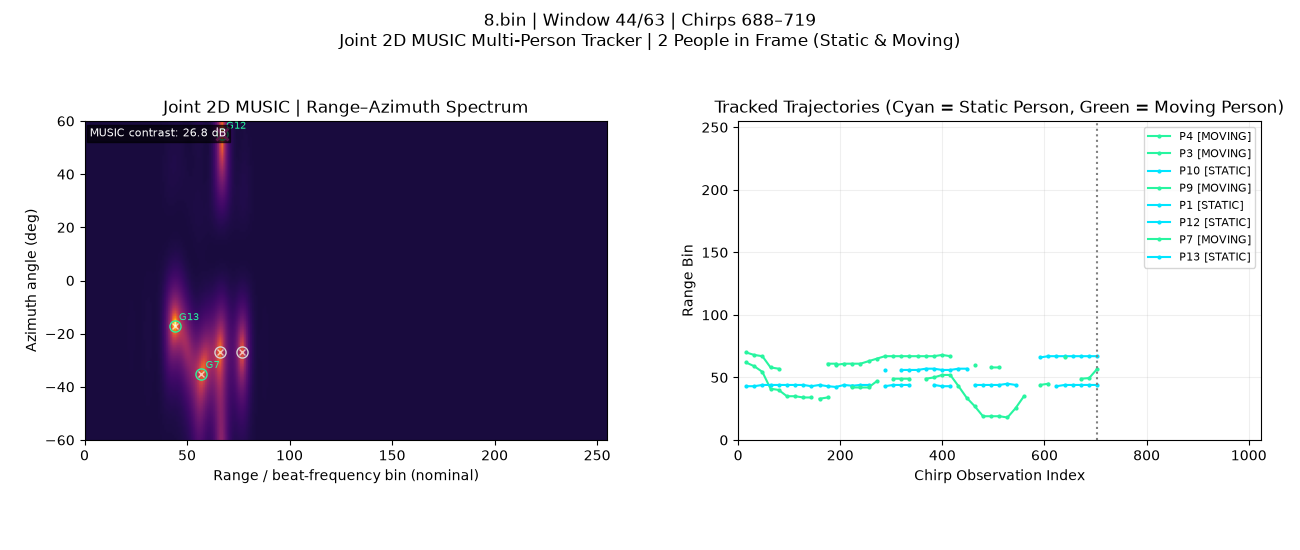 8.bin | Window 44/63 | Chirps 688–719
Joint 2D MUSIC Multi-Person Tracker | 2 People in Frame (Static & Moving)
Joint 2D MUSIC | Range–Azimuth Spectrum
MUSIC contrast: 26.8 dB
G12
G13
G7
60
40
20
0
−20
−40
−60
Azimuth angle (deg)
0
50
100
150
200
250
Range / beat-frequency bin (nominal)
Tracked Trajectories (Cyan = Static Person, Green = Moving Person)
P4 [MOVING]
P3 [MOVING]
P10 [STATIC]
P9 [MOVING]
P1 [STATIC]
P12 [STATIC]
P7 [MOVING]
P13 [STATIC]
250
200
150
100
50
0
Range Bin
0
200
400
600
800
1000
Chirp Observation Index